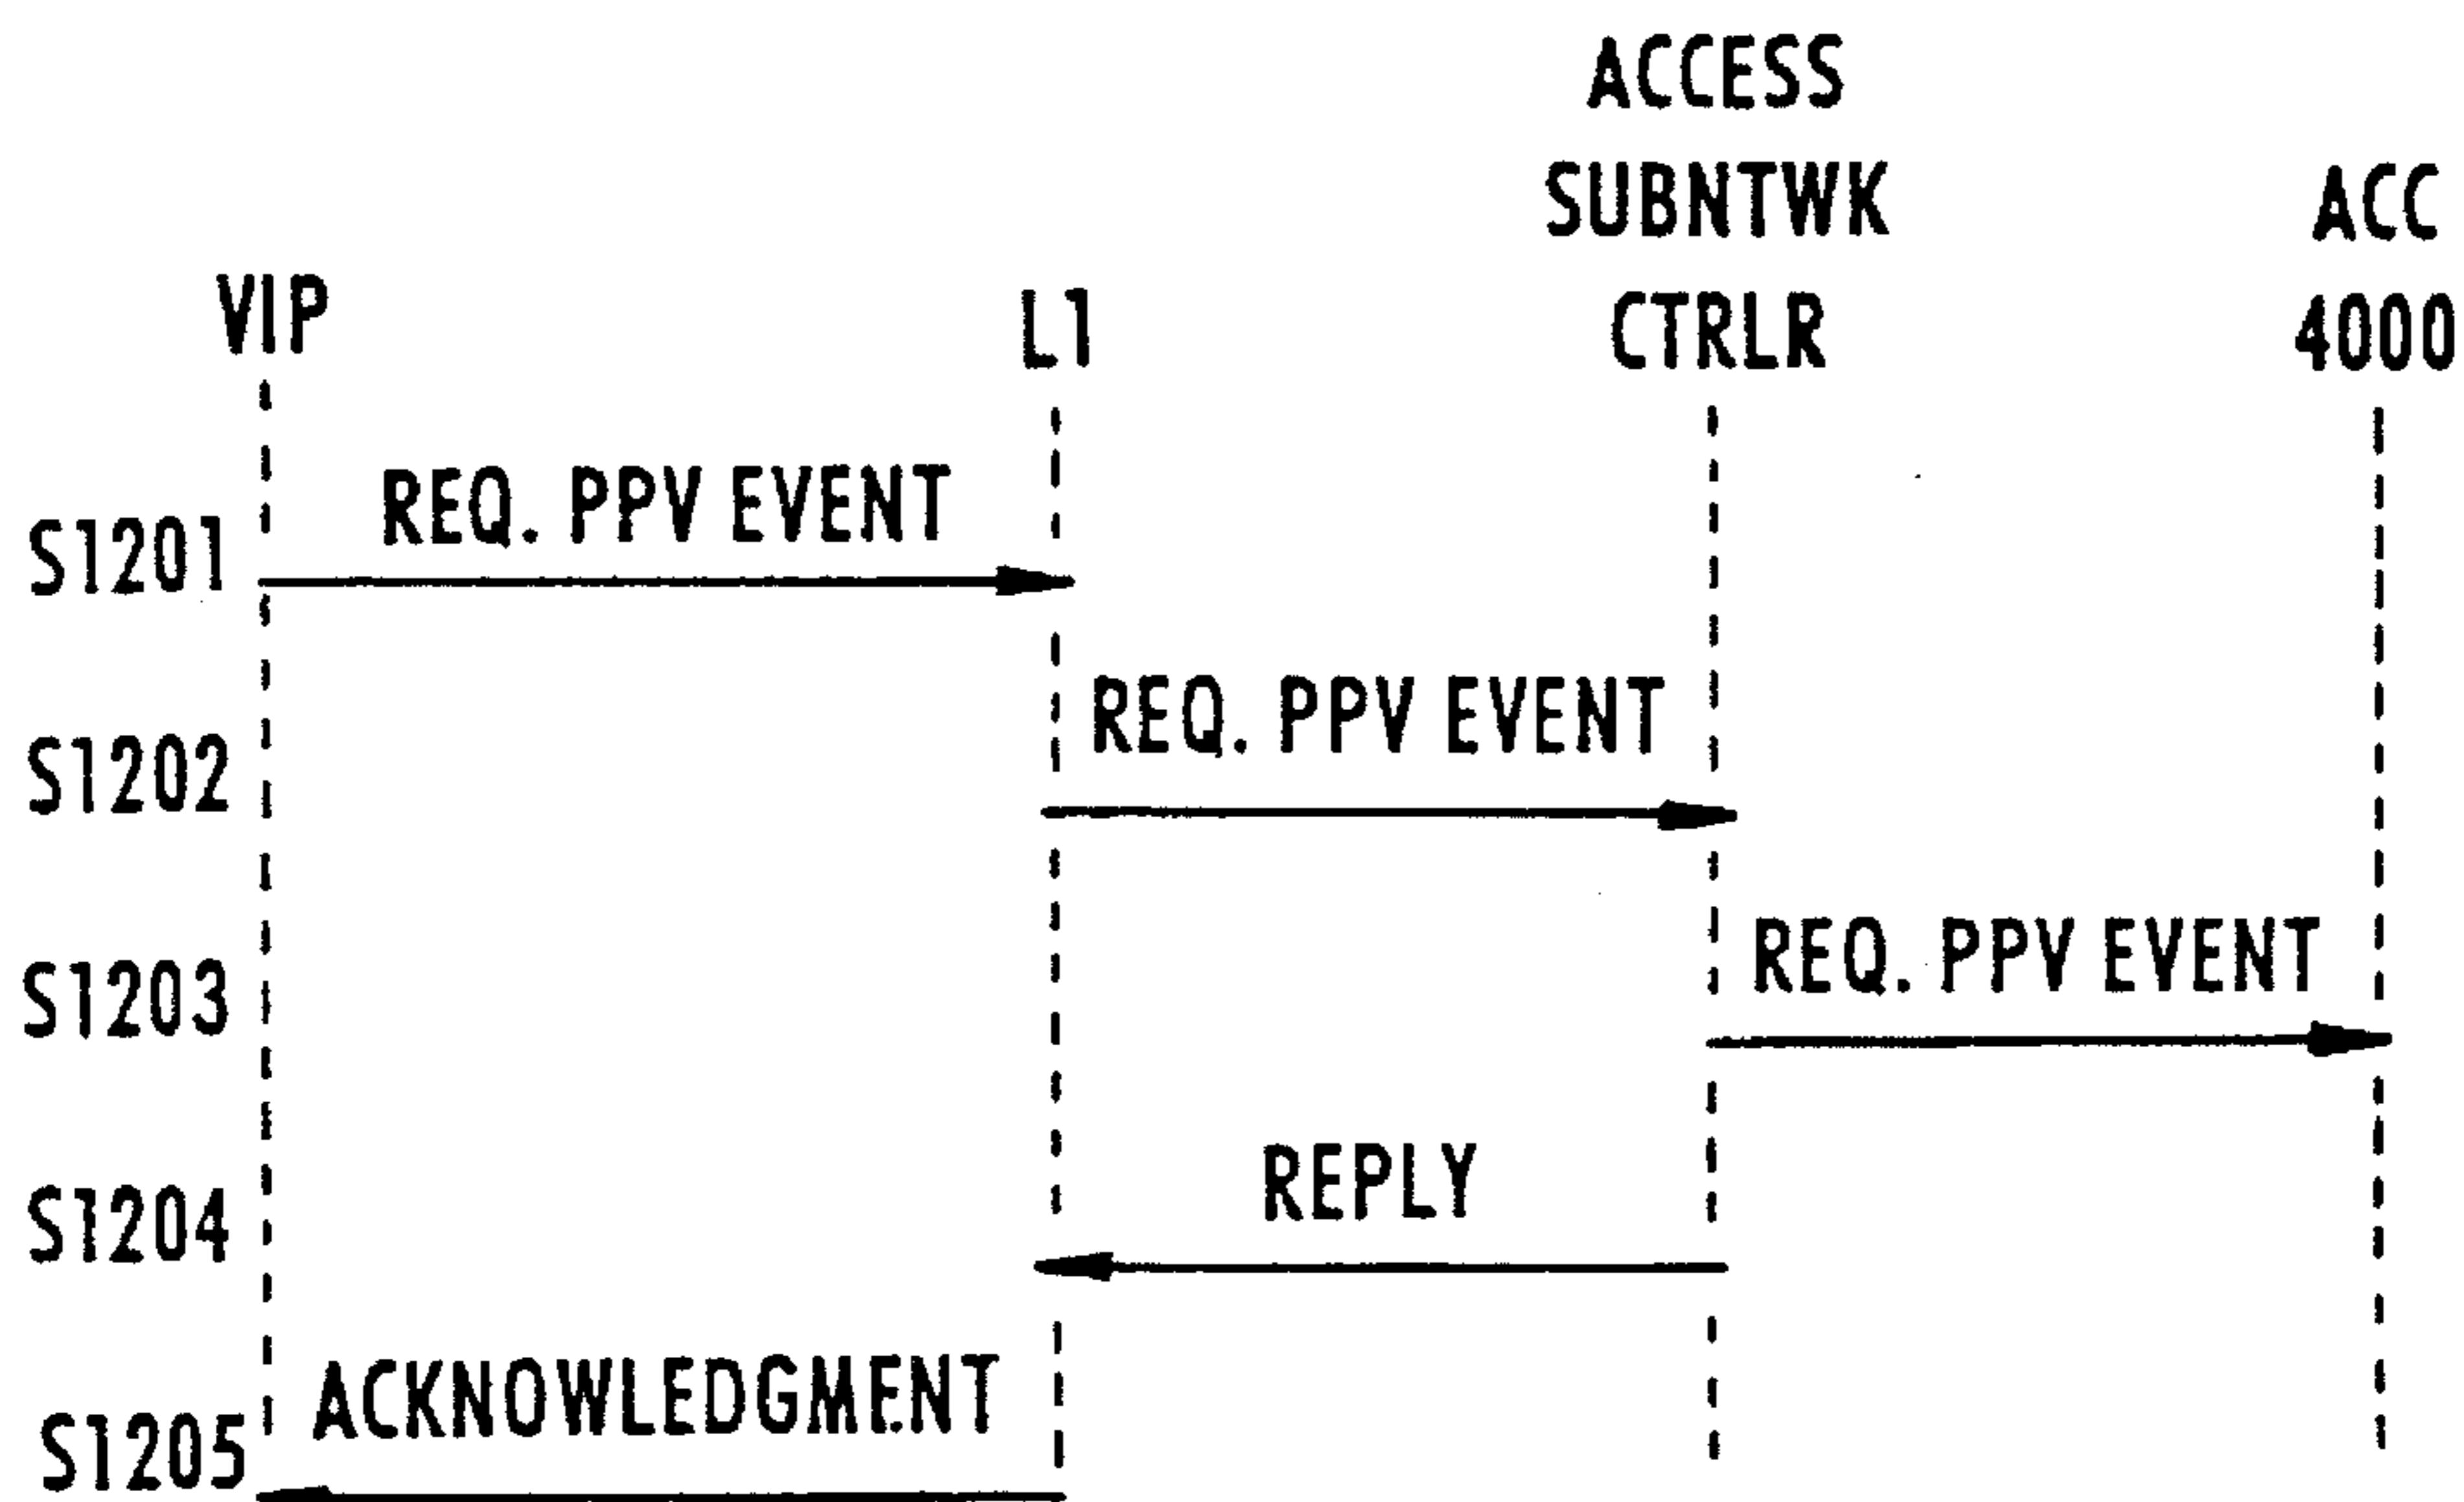 ACCESS
SUBNTWK
CTRLR
ACC
4000
VIP
L1
S1201
REQ. PPV EVENT
S1202
REQ. PPV EVENT
S1203
REQ. PPV EVENT
S1204
REPLY
S1205
ACKNOWLEDGMENT